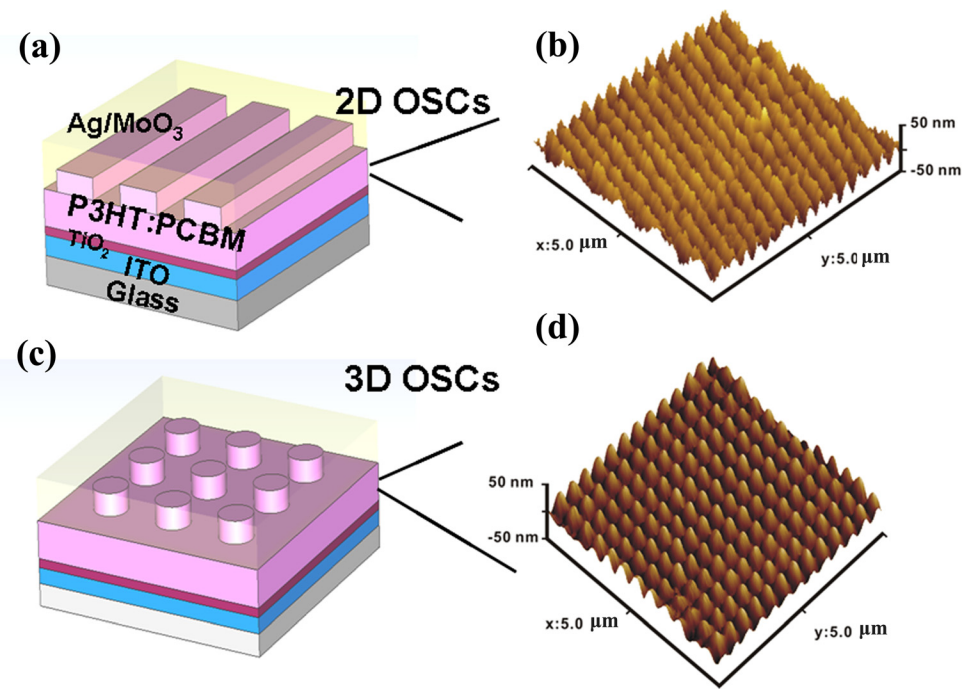 (a)
2D OSCs
Ag/MoO3
P3HT:PCBM
TiO2
ITO
Glass
(b)
50 nm
-50 nm
x:5.0 μm
y:5.0 μm
(c)
3D OSCs
(d)
50 nm
-50 nm
x:5.0 μm
y:5.0 μm